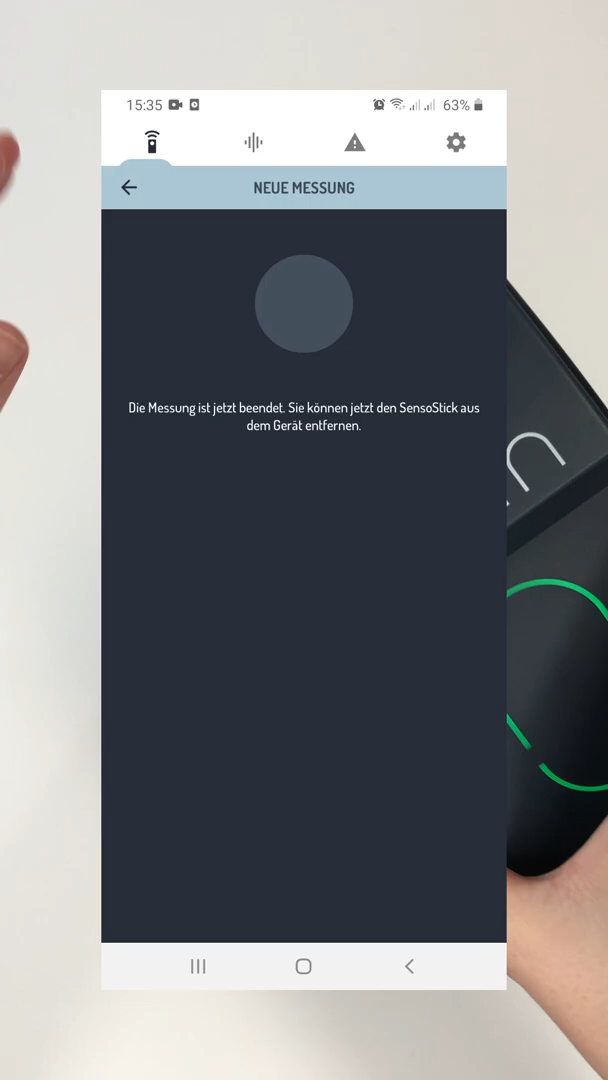 15:35
63%
NEUE MESSUNG
Die Messung ist jetzt beendet. Sie können jetzt den SensoStick aus
dem Gerät entfernen.